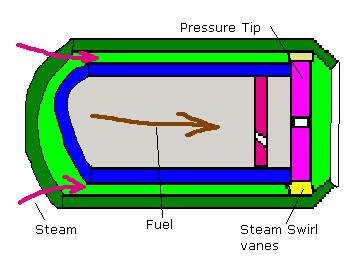 Pressure Tip
Steam
Fuel
Steam Swirl
vanes